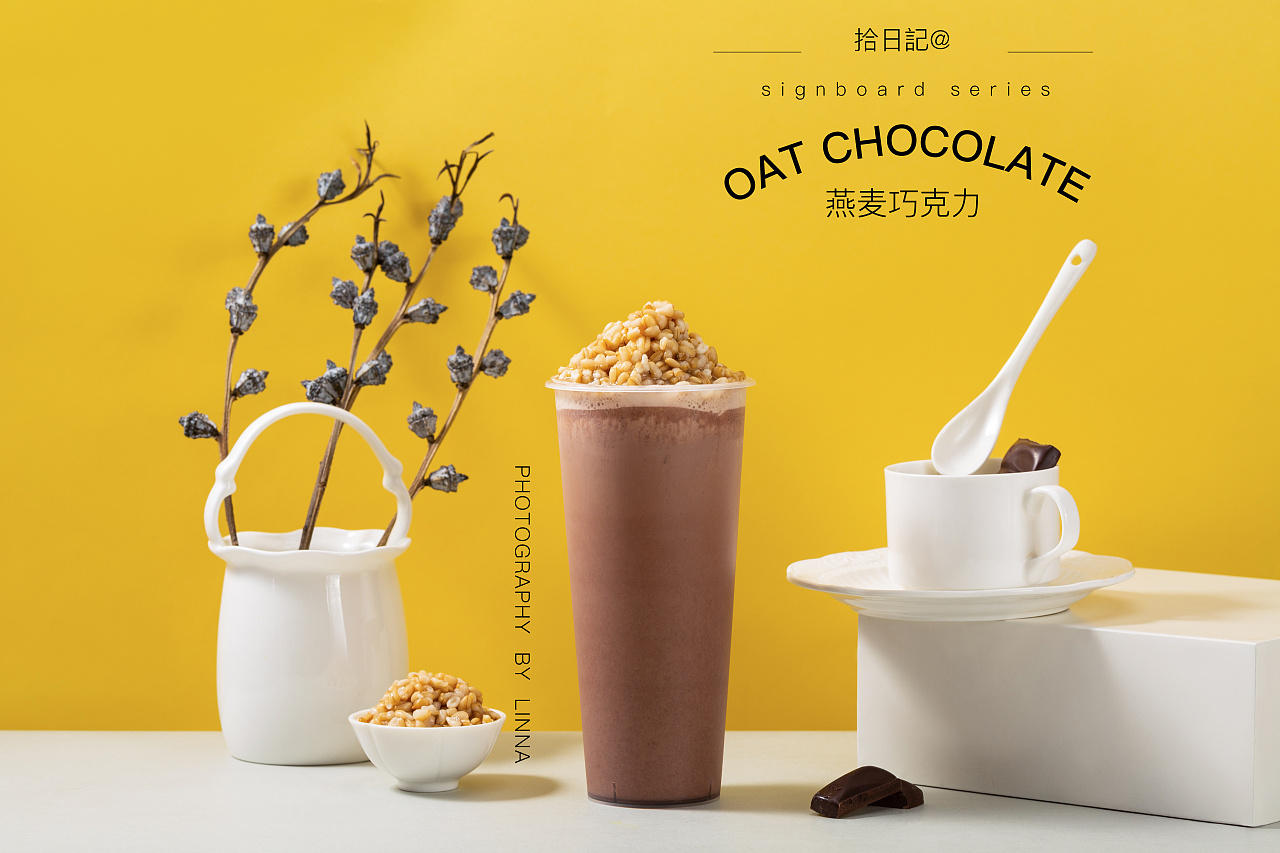 拾日記@
signboard series
OAT CHOCOLATE
燕麦巧克力
PHOTOGRAPHY BY LINNA